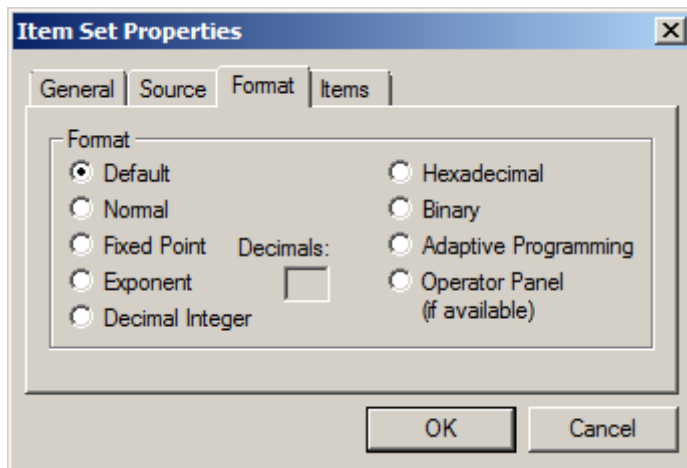 Item Set Properties
General Source Format Items
Format
Default
Normal
Fixed Point
Exponent
Decimal Integer
Decimals:
Hexadecimal
Binary
Adaptive Programming
Operator Panel
(if available)
OK Cancel